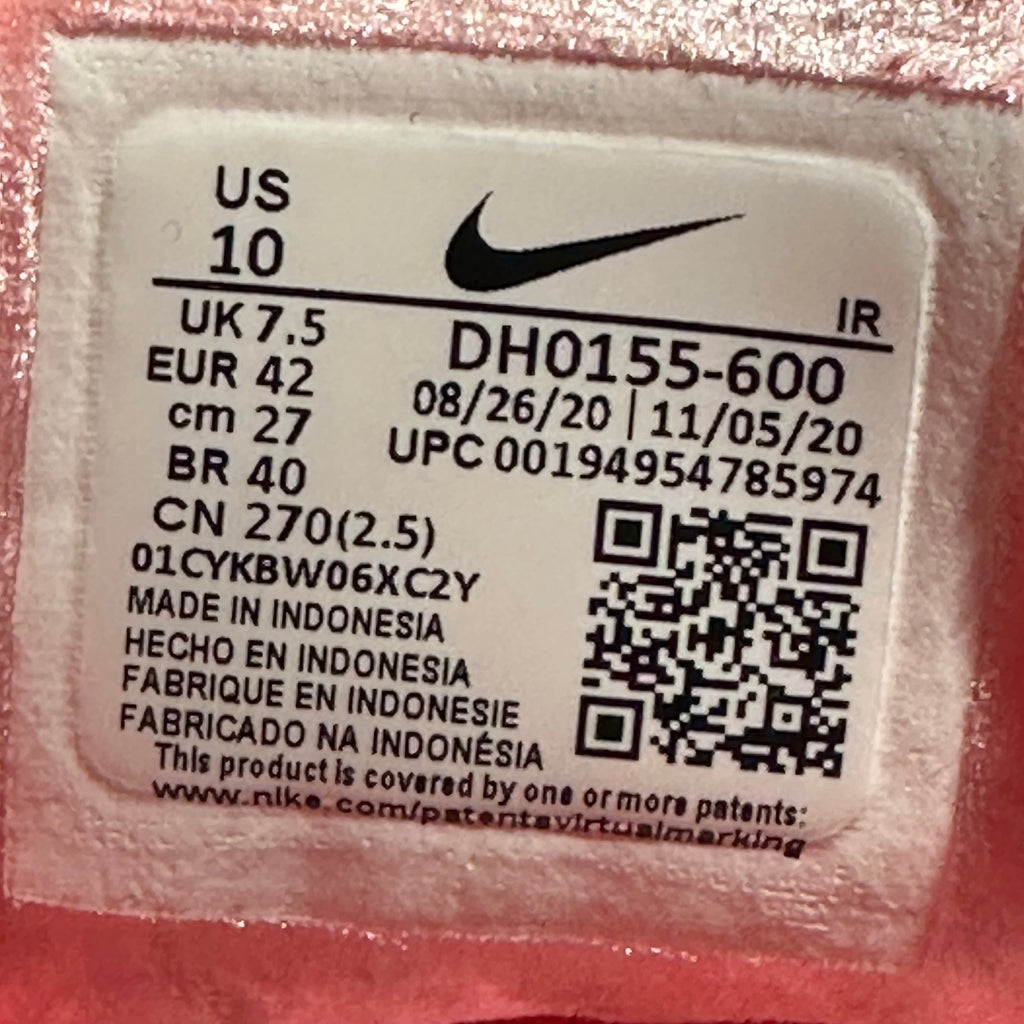 US
10
IR
UK 7.5
EUR 42
cm 27
BR 40
CN 270(2.5)
DH0155-600
08/26/20 | 11/05/20
UPC 00194954785974
01CYKBW06XC2Y
MADE IN INDONESIA
HECHO EN INDONESIA
FABRIQUE EN INDONESIE
FABRICADO NA INDONÉSIA
This product is covered by one or more patents:
www.nike.com/patentsvirtualmarking